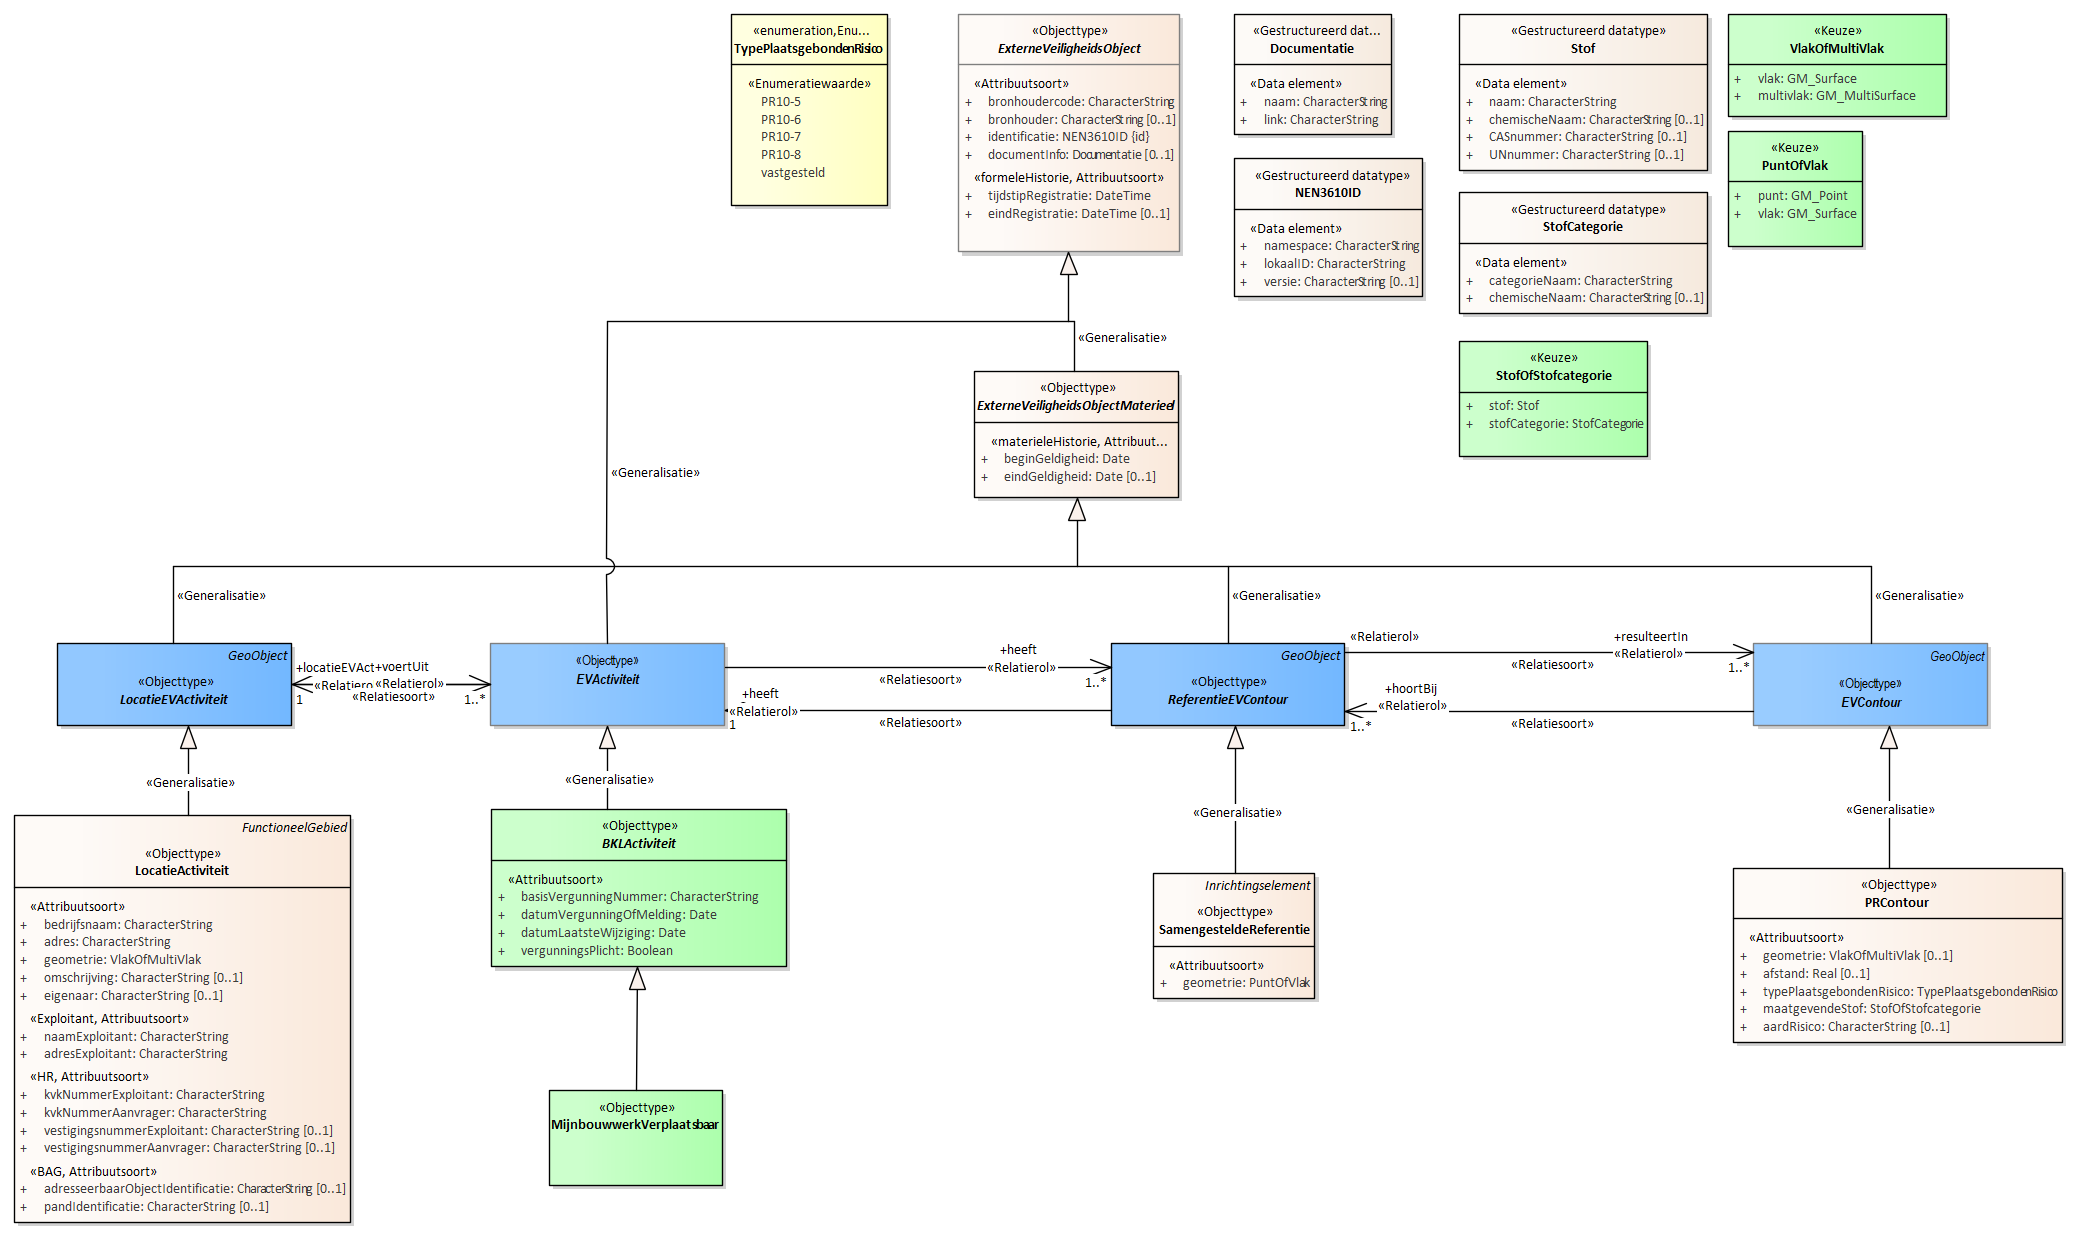 «enumeration,Enu...
TypePlaatsgebondenRisico
«Enumeratiewaarde»
PR10-5
PR10-6
PR10-7
PR10-8
vastgesteld
«Objecttype»
ExterneVeiligheidsObject
«Attribuutsoort»
+ bronhoudercode: CharacterString
+ bronhouder: CharacterString [0..1]
+ identificatie: NEN3610ID {id}
+ documentInfo: Documentatie [0..1]
«formeleHistorie, Attribuutsoort»
+ tijdstipRegistratie: DateTime
+ eindRegistratie: DateTime [0..1]
«Gestructureerd dat...
Documentatie
«Data element»
+ naam: CharacterString
+ link: CharacterString
«Gestructureerd datatype»
NEN3610ID
«Data element»
+ namespace: CharacterString
+ lokaalID: CharacterString
+ versie: CharacterString [0..1]
«Gestructureerd datatype»
Stof
«Data element»
+ naam: CharacterString
+ chemischeNaam: CharacterString [0..1]
+ CASnummer: CharacterString [0..1]
+ UNnummer: CharacterString [0..1]
«Gestructureerd datatype»
StofCategorie
«Data element»
+ categorieNaam: CharacterString
+ chemischeNaam: CharacterString [0..1]
«Keuze»
StofOfStofcategorie
+ stof: Stof
+ stofCategorie: StofCategorie
«Keuze»
VlakOfMultiVlak
+ vlak: GM_Surface
+ multivlak: GM_MultiSurface
«Keuze»
PuntOfVlak
+ punt: GM_Point
+ vlak: GM_Surface
«Generalisatie»
«Objecttype»
ExterneVeiligheidsObjectMaterieel
«materieleHistorie, Attribuut...
+ beginGeldigheid: Date
+ eindGeldigheid: Date [0..1]
«Generalisatie»
«Generalisatie»
«Generalisatie»
«Generalisatie»
GeoObject
«Objecttype»
LocatieEVActiviteit
+locatieEVAct
+voertUit
«Relatierol»
«Relatiesoort»
1
1..*
«Objecttype»
EVActiviteit
+heeft
«Relatierol»
«Relatiesoort»
1..*
+heeft
«Relatierol»
1
«Relatiesoort»
GeoObject
«Objecttype»
ReferentieEVContour
«Relatierol»
+resulteertIn
«Relatierol»
«Relatiesoort»
1..*
+hoortBij
«Relatierol»
1..*
«Relatiesoort»
GeoObject
«Objecttype»
EVContour
«Generalisatie»
«Generalisatie»
«Generalisatie»
«Generalisatie»
FunctioneelGebied
«Objecttype»
LocatieActiviteit
«Attribuutsoort»
+ bedrijfsnaam: CharacterString
+ adres: CharacterString
+ geometrie: VlakOfMultiVlak
+ omschrijving: CharacterString [0..1]
+ eigenaar: CharacterString [0..1]
«Exploitant, Attribuutsoort»
+ naamExploitant: CharacterString
+ adresExploitant: CharacterString
«HR, Attribuutsoort»
+ kvkNummerExploitant: CharacterString
+ kvkNummerAanvrager: CharacterString
+ vestigingsnummerExploitant: CharacterString [0..1]
+ vestigingsnummerAanvrager: CharacterString [0..1]
«BAG, Attribuutsoort»
+ adresseerbaarObjectIdentificatie: CharacterString [0..1]
+ pandIdentificatie: CharacterString [0..1]
«Objecttype»
BKLActiviteit
«Attribuutsoort»
+ basisVergunningNummer: CharacterString
+ datumVergunningOfMelding: Date
+ datumLaatsteWijziging: Date
+ vergunningsPlicht: Boolean
«Objecttype»
MijnbouwwerkVerplaatsbaar
Inrichtingselement
«Objecttype»
SamengesteldeReferentie
«Attribuutsoort»
+ geometrie: PuntOfVlak
«Objecttype»
PRContour
«Attribuutsoort»
+ geometrie: VlakOfMultiVlak [0..1]
+ afstand: Real [0..1]
+ typePlaatsgebondenRisico: TypePlaatsgebondenRisico
+ maatgevendeStof: StofOfStofcategorie
+ aardRisico: CharacterString [0..1]